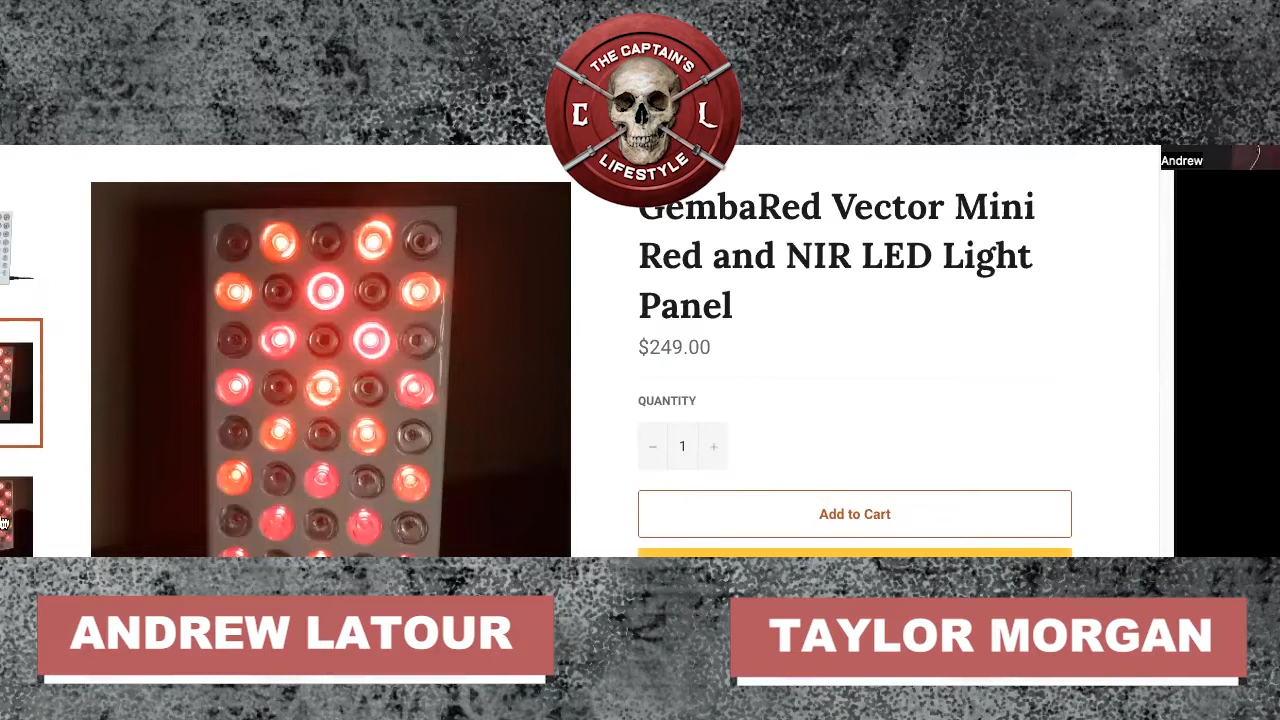 THE CAPTAIN'S
C L
LIFESTYLE
Andrew
GembaRed Vector Mini
Red and NIR LED Light
Panel
$249.00
QUANTITY
− 1 +
Add to Cart
ANDREW LATOUR
TAYLOR MORGAN